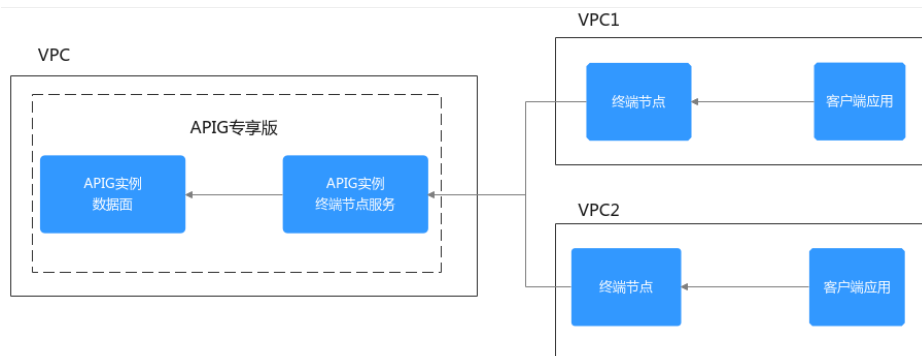 VPC
APIG专享版
APIG实例
数据面
APIG实例
终端节点服务
VPC1
终端节点
客户端应用
VPC2
终端节点
客户端应用